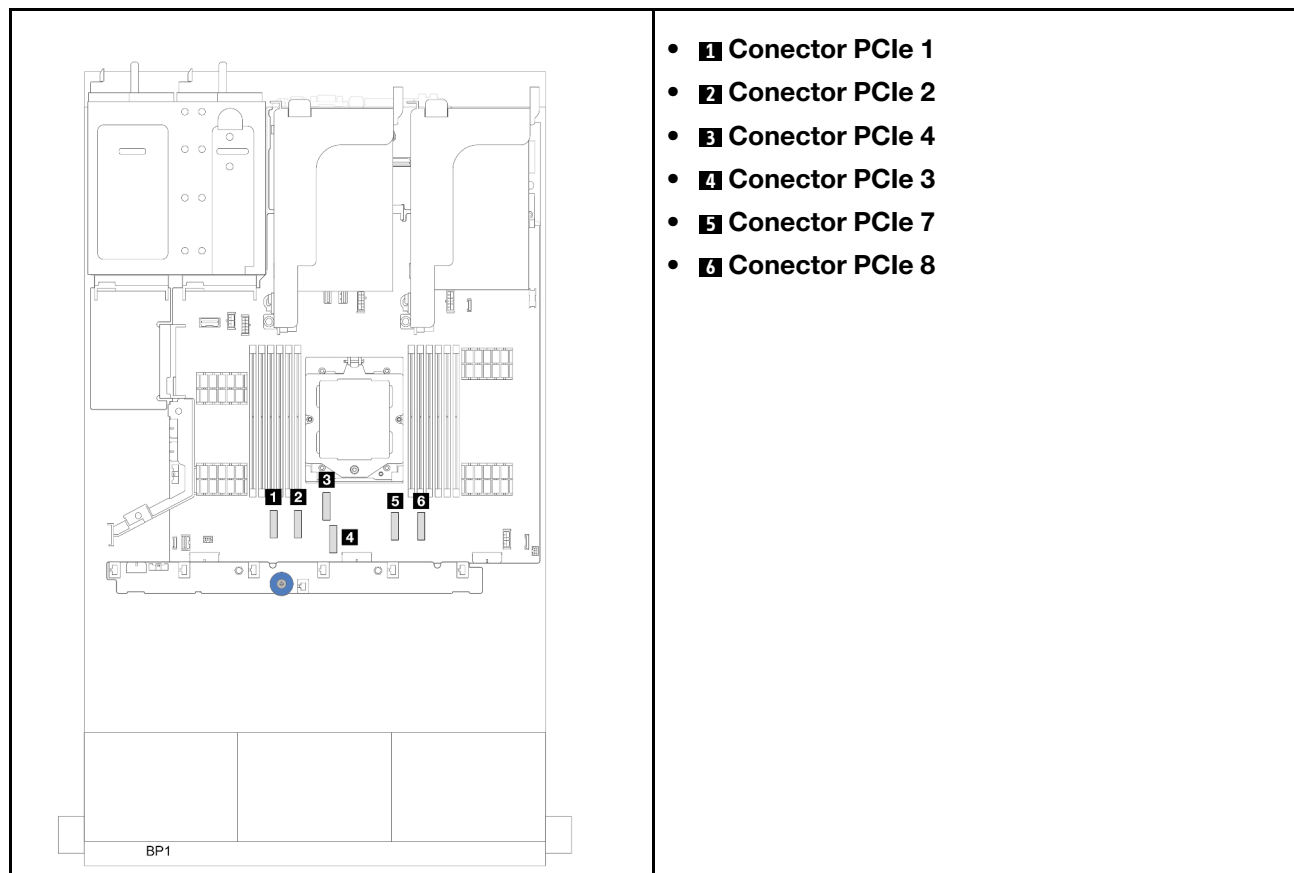 3
1 2
5 6
4
BP1
• 1 Conector PCIe 1
• 2 Conector PCIe 2
• 3 Conector PCIe 4
• 4 Conector PCIe 3
• 5 Conector PCIe 7
• 6 Conector PCIe 8